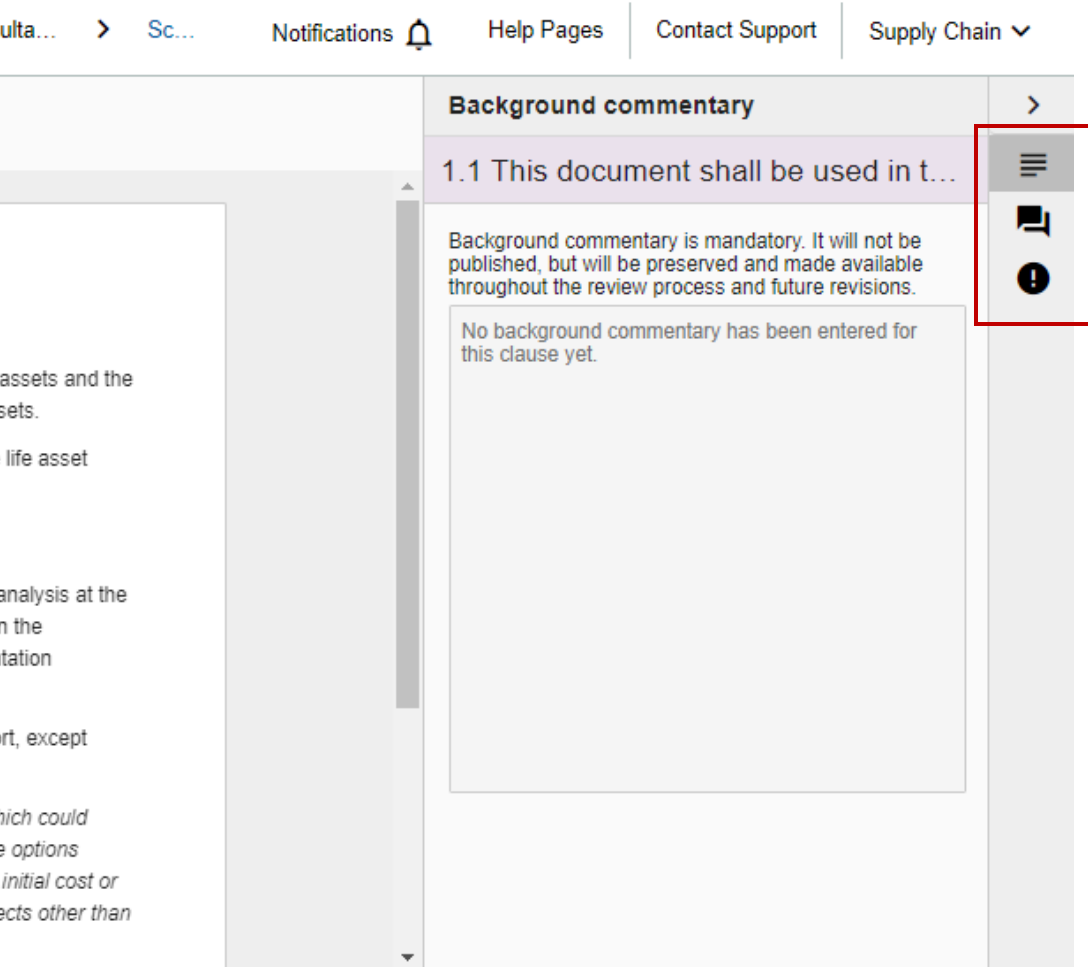 ulta... > Sc... Notifications Help Pages Contact Support Supply Chain
Background commentary
1.1 This document shall be used in t...
Background commentary is mandatory. It will not be
published, but will be preserved and made available
throughout the review process and future revisions.
No background commentary has been entered for
this clause yet.
assets and the
sets.
life asset
analysis at the
n the
tation
ort, except
hich could
e options
initial cost or
ects other than